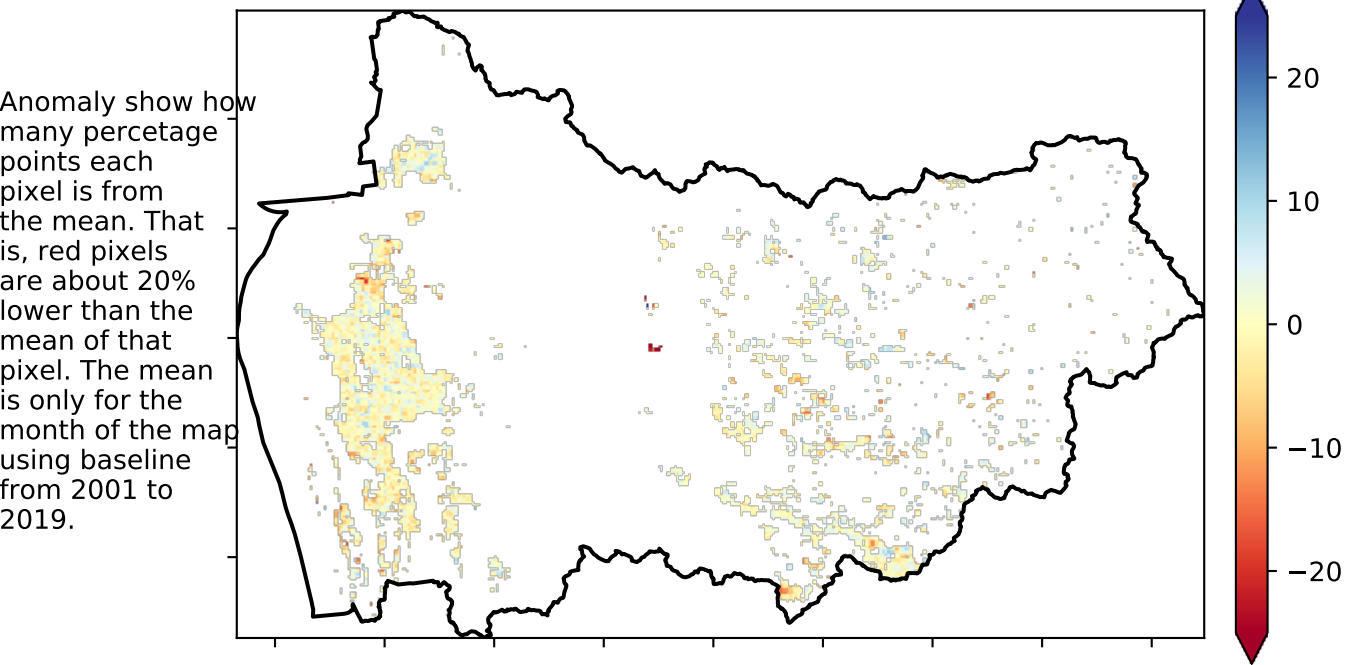 Anomaly show how
many percetage
points each
pixel is from
the mean. That
is, red pixels
are about 20%
lower than the
mean of that
pixel. The mean
is only for the
month of the map
using baseline
from 2001 to
2019.
20
10
0
−10
−20